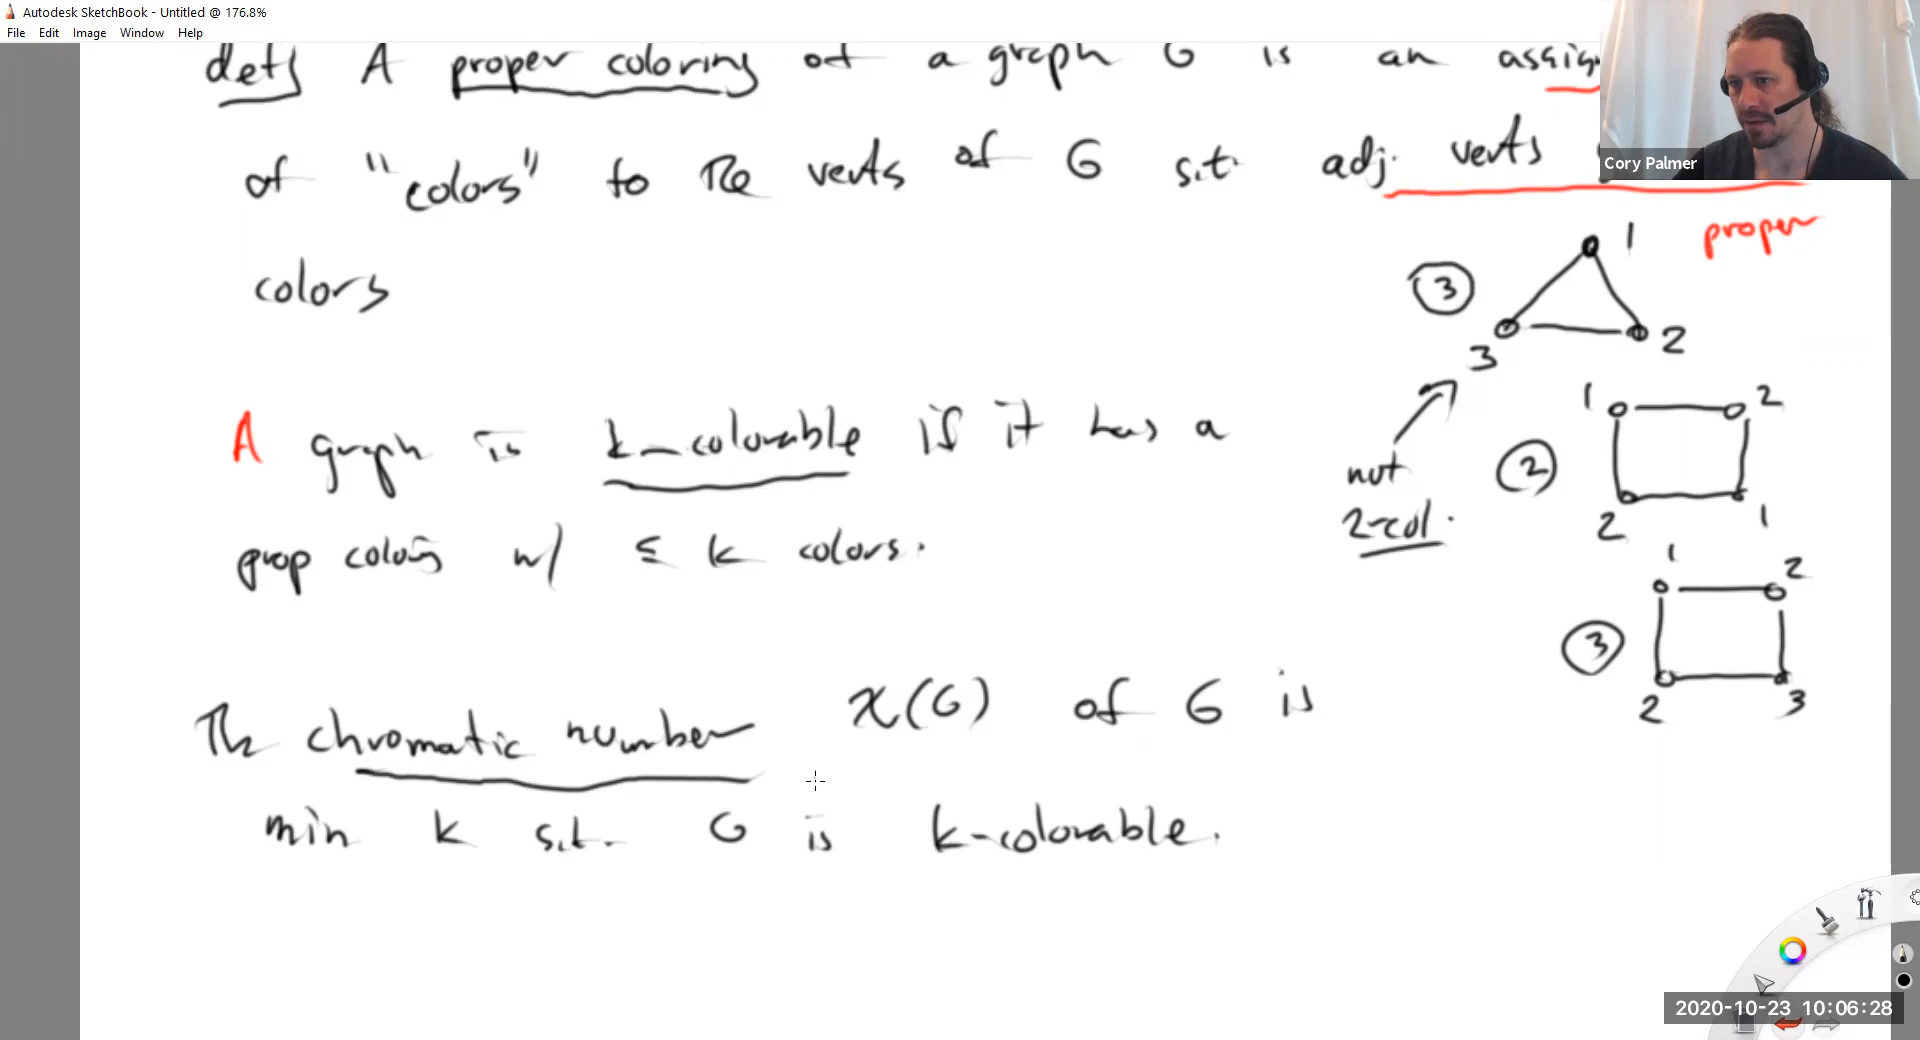 Autodesk SketchBook - Untitled @ 176.8%
File Edit Image Window Help
def A proper coloring of a graph G is an assig
of "colors" to the verts of G s.t. adj. verts
Cory Palmer
colors
proper
3
1
3
2
A graph is k-colorable if it has a
prop coloring w/ ≤ k colors.
not
2-col.
2
1
2
2
1
3
1
2
2
3
The chromatic number χ(G) of G is
min k s.t. G is k-colorable.
2020-10-23 10:06:28